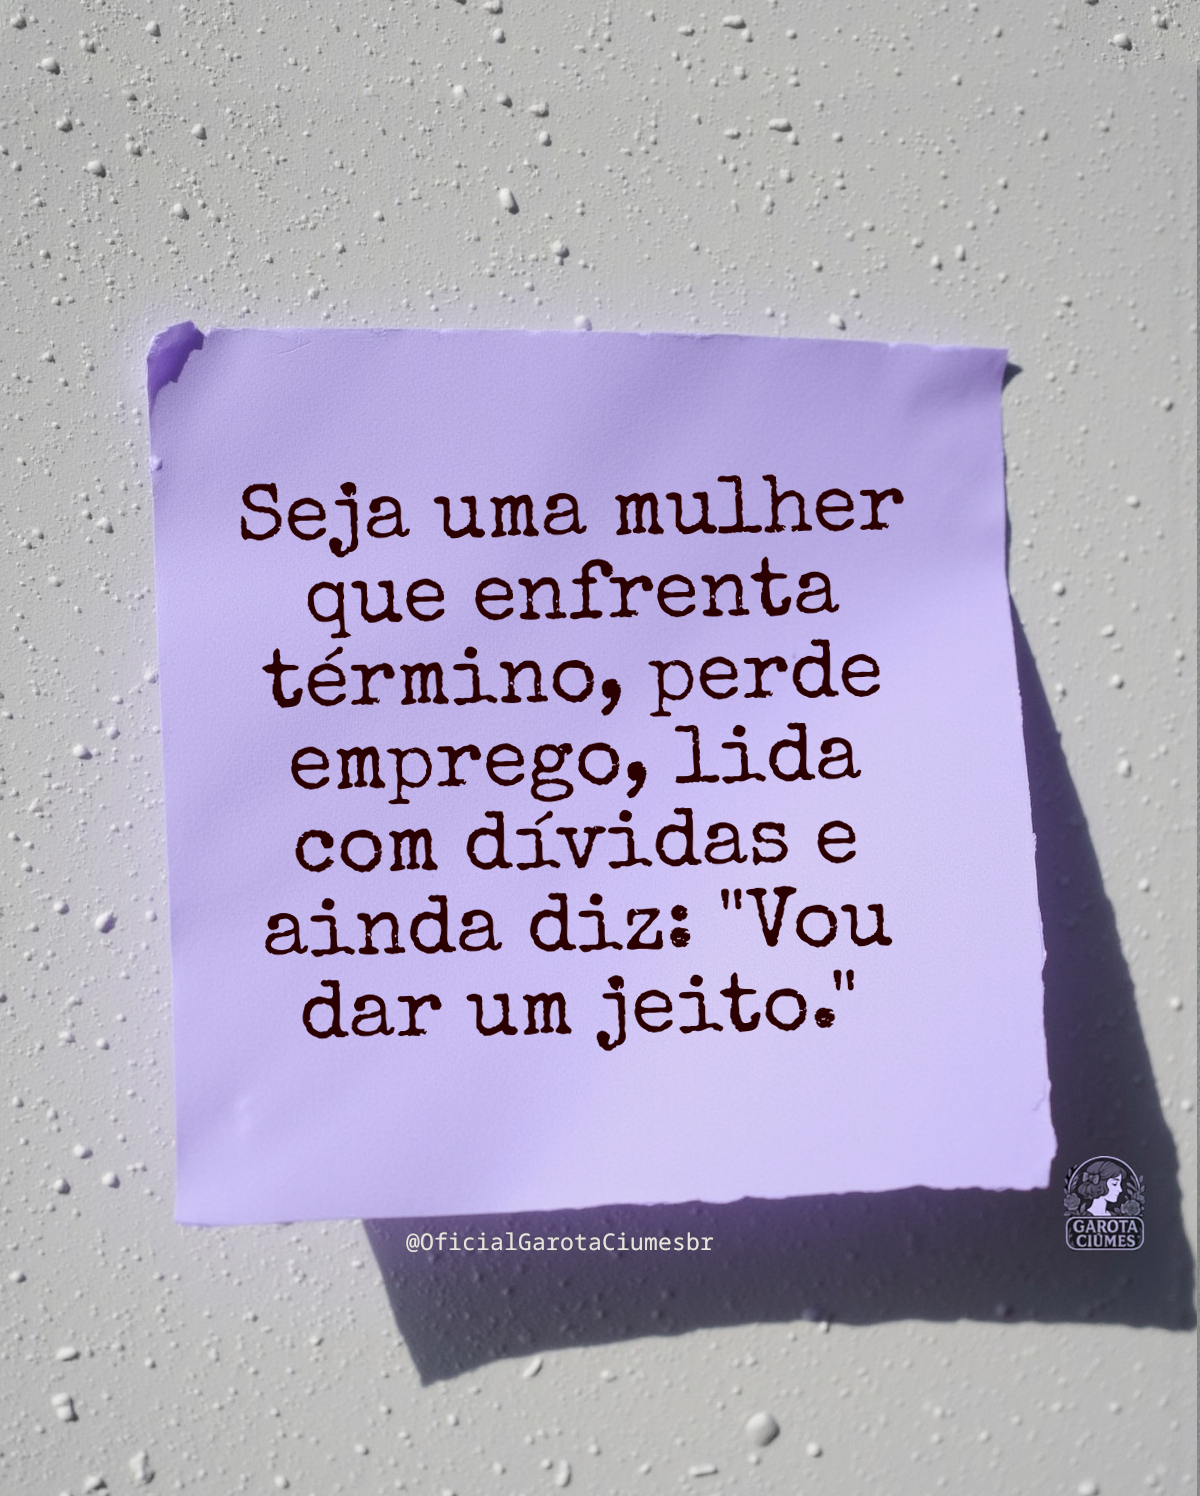 Seja uma mulher
que enfrenta
término, perde
emprego, lida
com dívidas e
ainda diz: "Vou
dar um jeito."
@OficialGarotaCiumesbr
GAROTA
CIÚMES